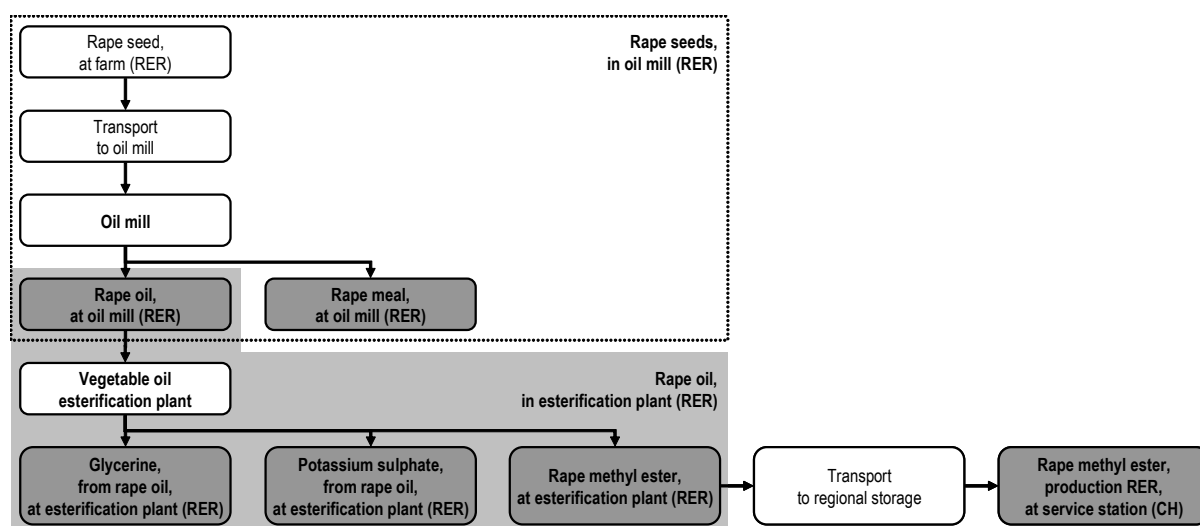 Rape seed,
at farm (RER)
Rape seeds,
in oil mill (RER)
Transport
to oil mill
Oil mill
Rape oil,
at oil mill (RER)
Rape meal,
at oil mill (RER)
Vegetable oil
esterification plant
Rape oil,
in esterification plant (RER)
Glycerine,
from rape oil,
at esterification plant (RER)
Potassium sulphate,
from rape oil,
at esterification plant (RER)
Rape methyl ester,
at esterification plant (RER)
Transport
to regional storage
Rape methyl ester,
production RER,
at service station (CH)